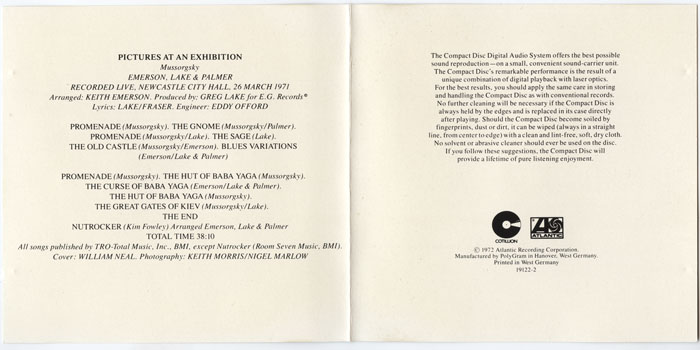 PICTURES AT AN EXHIBITION
Mussorgsky
EMERSON, LAKE & PALMER
RECORDED LIVE, NEWCASTLE CITY HALL, 26 MARCH 1971
Arranged: KEITH EMERSON. Produced by: GREG LAKE for E.G. Records*
Lyrics: LAKE/FRASER. Engineer: EDDY OFFORD
PROMENADE (Mussorgsky). THE GNOME (Mussorgsky/Palmer).
PROMENADE (Mussorgsky/Lake). THE SAGE (Lake).
THE OLD CASTLE (Mussorgsky/Emerson). BLUES VARIATIONS
(Emerson/Lake & Palmer)
PROMENADE (Mussorgsky). THE HUT OF BABA YAGA (Mussorgsky).
THE CURSE OF BABA YAGA (Emerson/Lake & Palmer).
THE HUT OF BABA YAGA (Mussorgsky).
THE GREAT GATES OF KIEV (Mussorgsky/Lake).
THE END
NUTROCKER (Kim Fowley) Arranged Emerson, Lake & Palmer
TOTAL TIME 38:10
All songs published by TRO-Total Music, Inc., BMI, except Nutrocker (Room Seven Music, BMI).
Cover: WILLIAM NEAL. Photography: KEITH MORRIS/NIGEL MARLOW
The Compact Disc Digital Audio System offers the best possible
sound reproduction—on a small, convenient sound-carrier unit.
The Compact Disc's remarkable performance is the result of a
unique combination of digital playback with laser optics.
For the best results, you should apply the same care in storing
and handling the Compact Disc as with conventional records.
No further cleaning will be necessary if the Compact Disc is
always held by the edges and is replaced in its case directly
after playing. Should the Compact Disc become soiled by
fingerprints, dust or dirt, it can be wiped (always in a straight
line, from center to edge) with a clean and lint-free, soft, dry cloth.
No solvent or abrasive cleaner should ever be used on the disc.
If you follow these suggestions, the Compact Disc will
provide a lifetime of pure listening enjoyment.
COTILLION
ATLANTIC
© 1972 Atlantic Recording Corporation.
Manufactured by PolyGram in Hanover, West Germany.
Printed in West Germany
19122-2